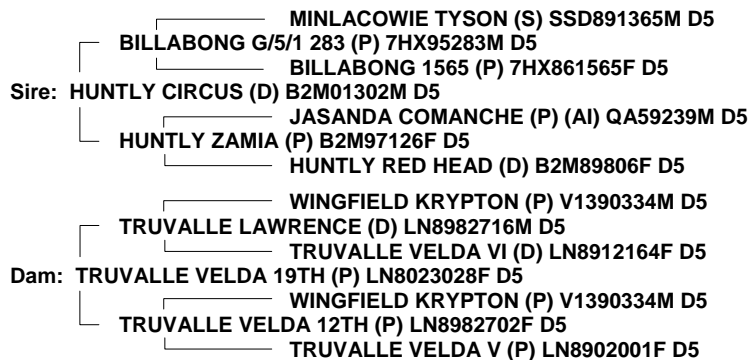 MINLACOWIE TYSON (S) SSD891365M D5
BILLABONG G/5/1 283 (P) 7HX95283M D5
BILLABONG 1565 (P) 7HX861565F D5
Sire: HUNTLY CIRCUS (D) B2M01302M D5
JASANDA COMANCHE (P) (AI) QA59239M D5
HUNTLY ZAMIA (P) B2M97126F D5
HUNTLY RED HEAD (D) B2M89806F D5
WINGFIELD KRYPTON (P) V1390334M D5
TRUVALLE LAWRENCE (D) LN8982716M D5
TRUVALLE VELDA VI (D) LN8912164F D5
Dam: TRUVALLE VELDA 19TH (P) LN8023028F D5
WINGFIELD KRYPTON (P) V1390334M D5
TRUVALLE VELDA 12TH (P) LN8982702F D5
TRUVALLE VELDA V (P) LN8902001F D5